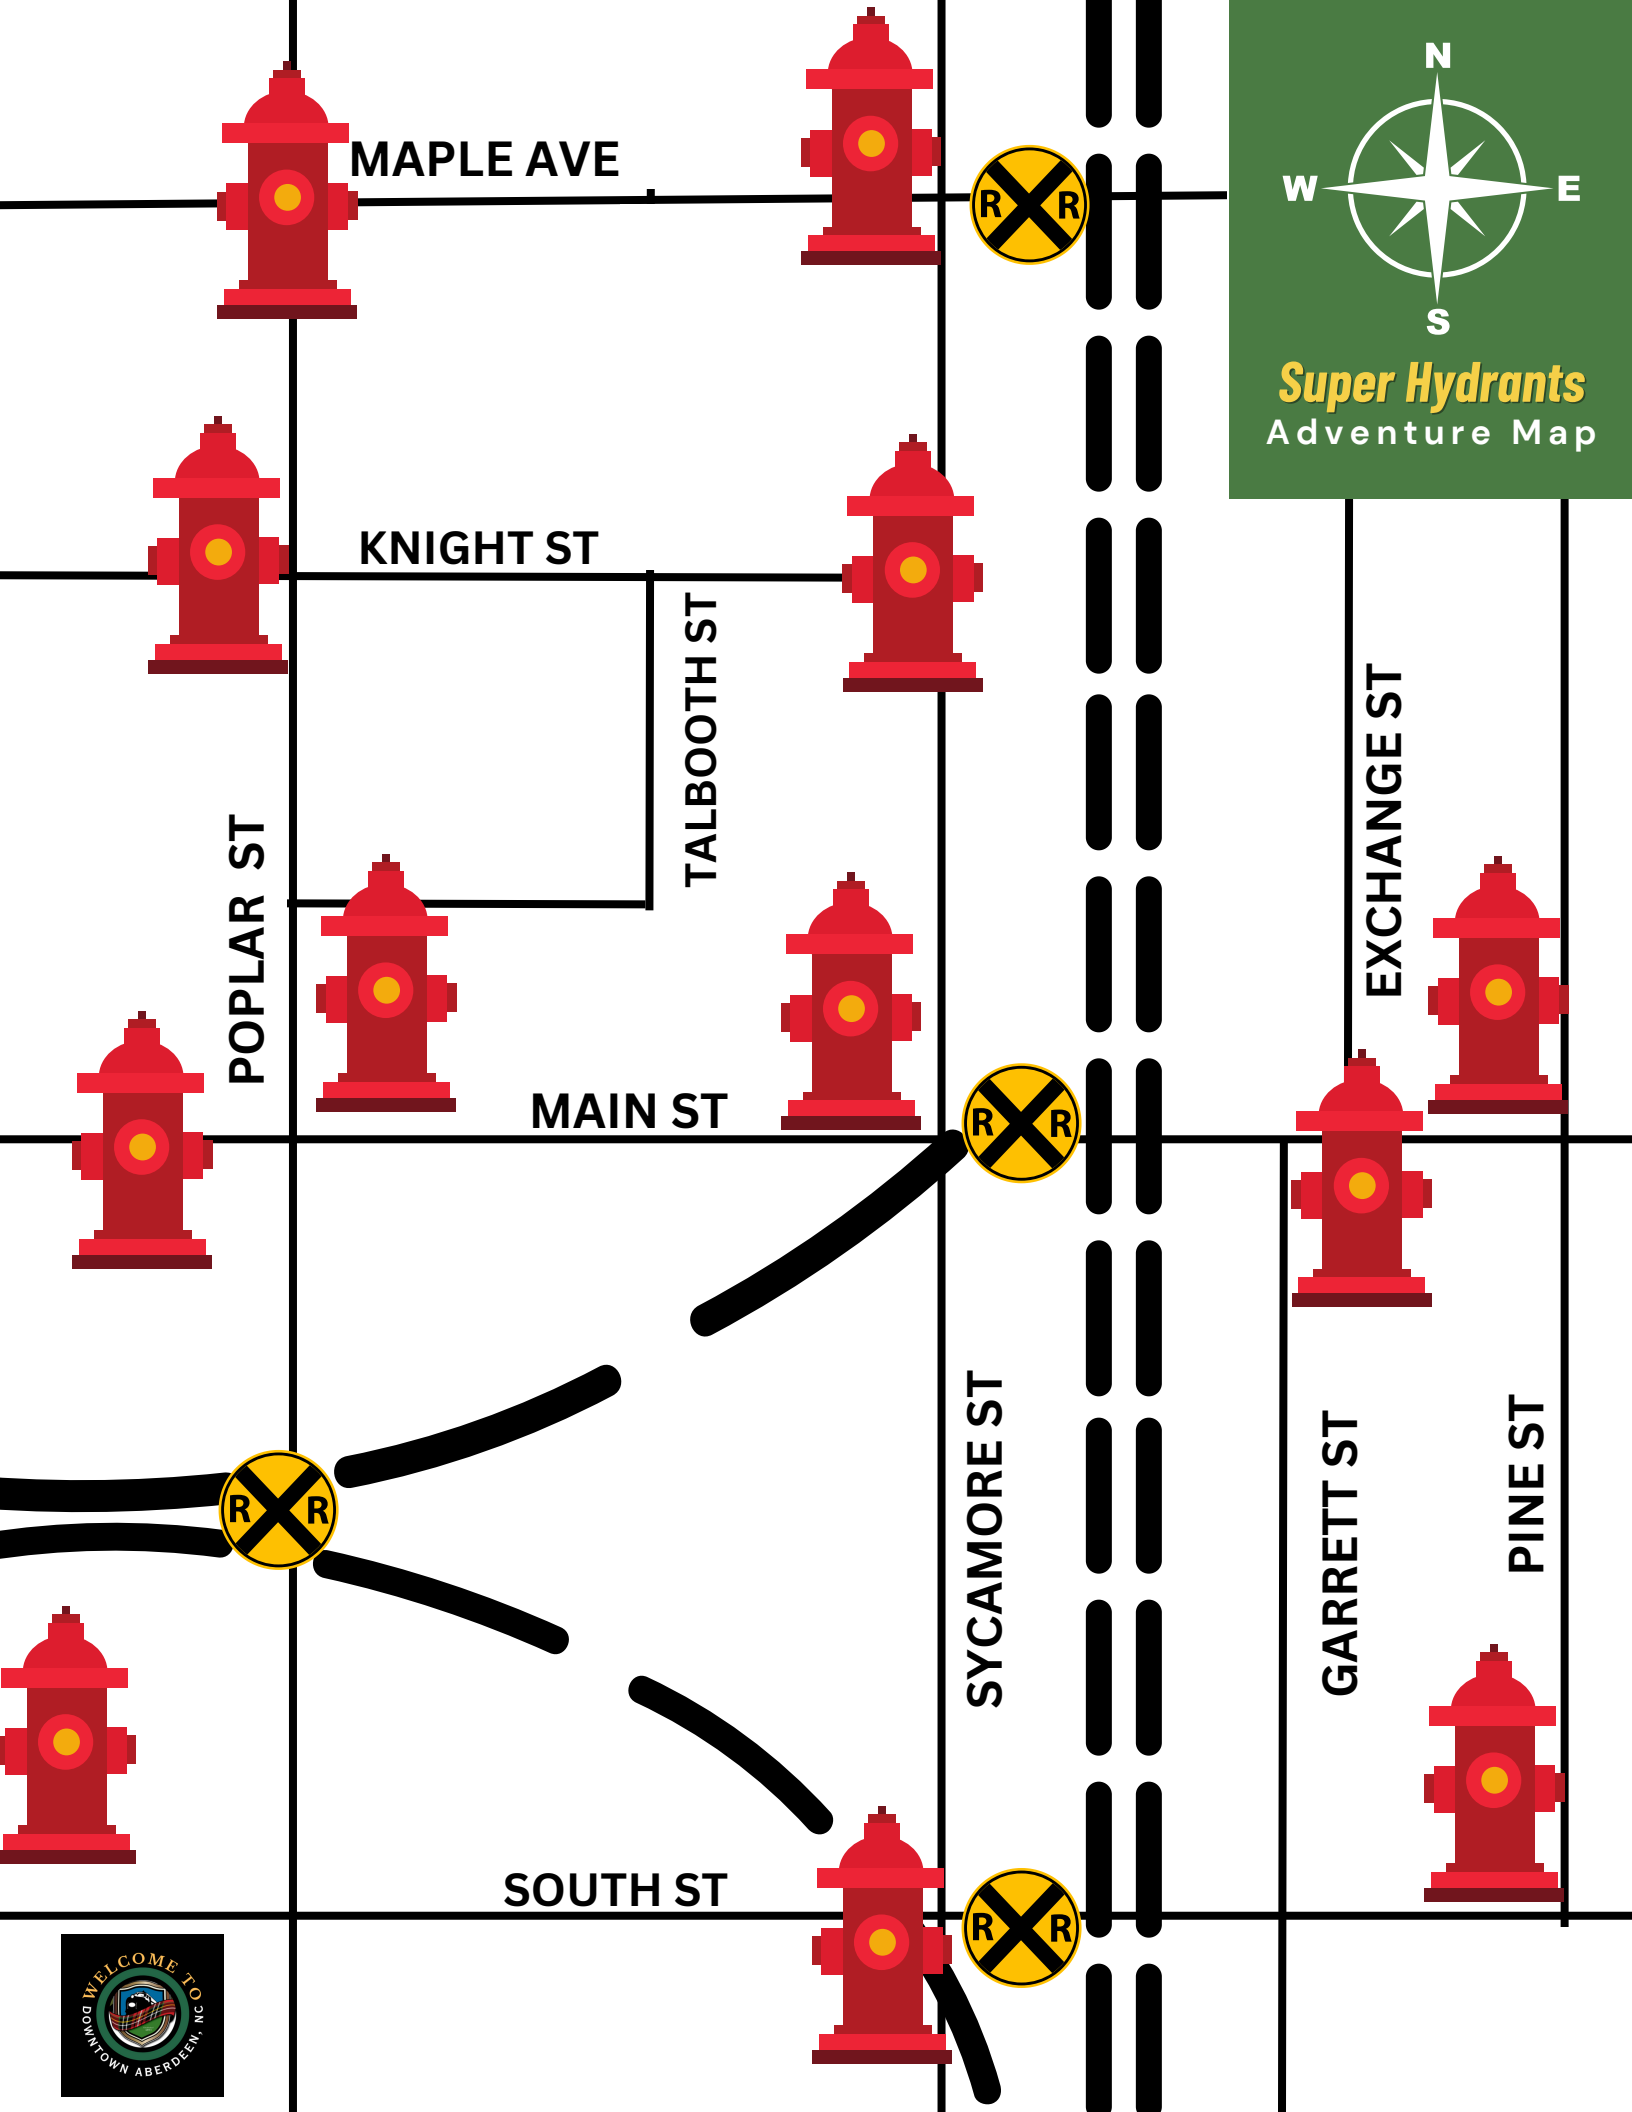 N
W E
S
Super Hydrants
Adventure Map
MAPLE AVE
R R
KNIGHT ST
TALBOOTH ST
EXCHANGE ST
POPLAR ST
MAIN ST
R R
SYCAMORE ST
GARRETT ST
PINE ST
R R
SOUTH ST
R R
WELCOME TO
DOWNTOWN ABERDEEN, NC